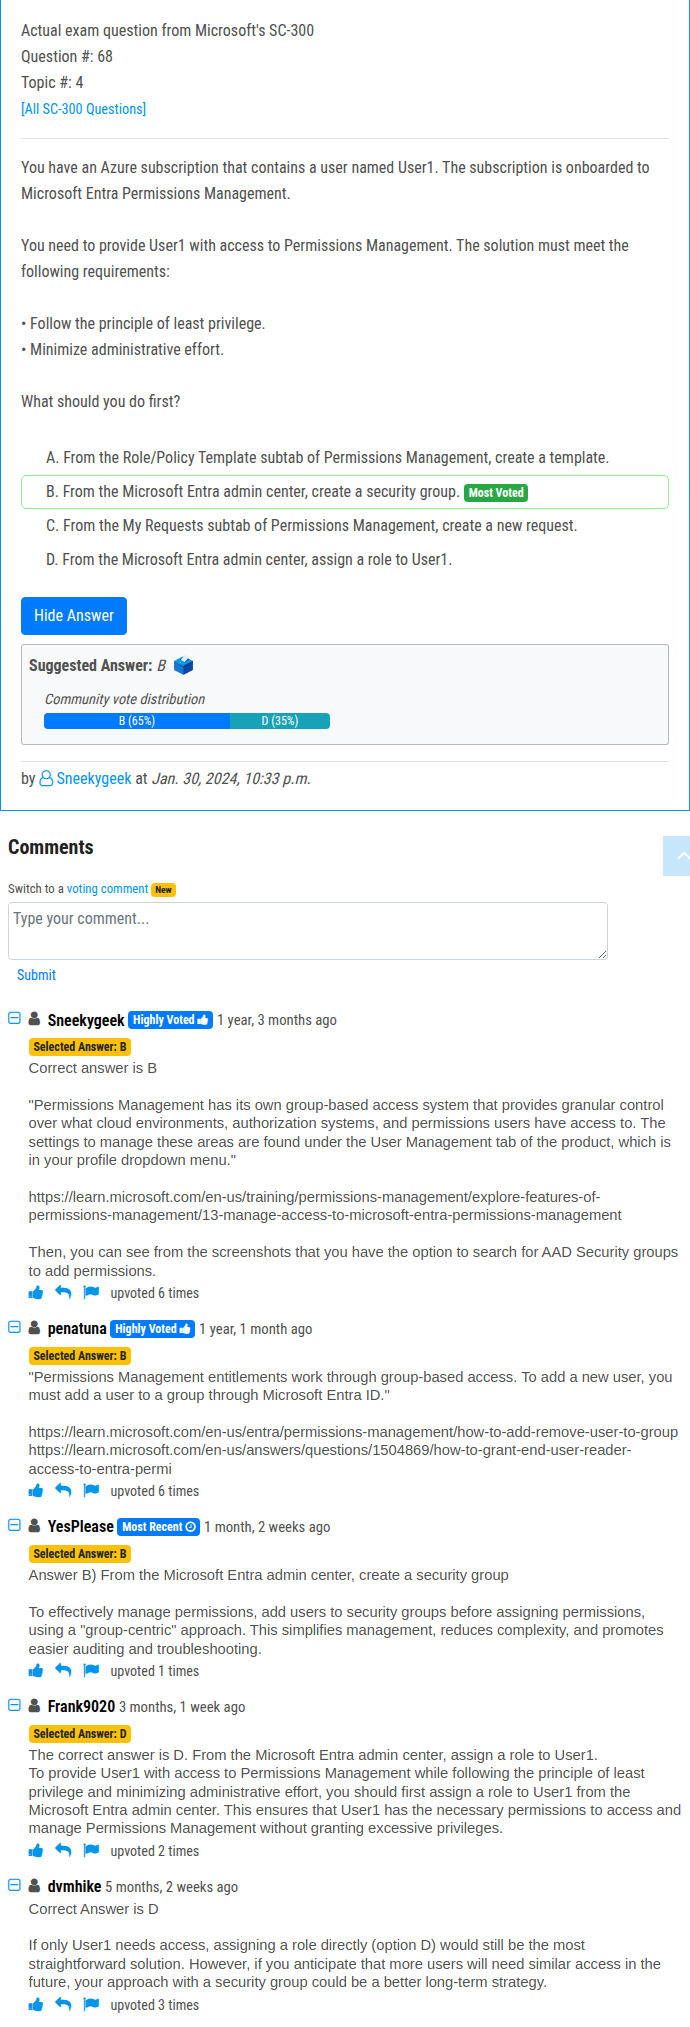 Actual exam question from Microsoft's SC-300
Question #: 68
Topic #: 4
[All SC-300 Questions]
You have an Azure subscription that contains a user named User1. The subscription is onboarded to
Microsoft Entra Permissions Management.
You need to provide User1 with access to Permissions Management. The solution must meet the
following requirements:
• Follow the principle of least privilege.
• Minimize administrative effort.
What should you do first?
A. From the Role/Policy Template subtab of Permissions Management, create a template.
B. From the Microsoft Entra admin center, create a security group. Most Voted
C. From the My Requests subtab of Permissions Management, create a new request.
D. From the Microsoft Entra admin center, assign a role to User1.
Hide Answer
Suggested Answer: B
Community vote distribution
B (65%) D (35%)
by Sneekygeek at Jan. 30, 2024, 10:33 p.m.
Comments
Switch to a voting comment New
Type your comment...
Submit
Sneekygeek Highly Voted 1 year, 3 months ago
Selected Answer: B
Correct answer is B
"Permissions Management has its own group-based access system that provides granular control
over what cloud environments, authorization systems, and permissions users have access to. The
settings to manage these areas are found under the User Management tab of the product, which is
in your profile dropdown menu."
https://learn.microsoft.com/en-us/training/permissions-management/explore-features-of-
permissions-management/13-manage-access-to-microsoft-entra-permissions-management
Then, you can see from the screenshots that you have the option to search for AAD Security groups
to add permissions.
upvoted 6 times
penatuna Highly Voted 1 year, 1 month ago
Selected Answer: B
"Permissions Management entitlements work through group-based access. To add a new user, you
must add a user to a group through Microsoft Entra ID."
https://learn.microsoft.com/en-us/entra/permissions-management/how-to-add-remove-user-to-group
https://learn.microsoft.com/en-us/answers/questions/1504869/how-to-grant-end-user-reader-
access-to-entra-permi
upvoted 6 times
YesPlease Most Recent 1 month, 2 weeks ago
Selected Answer: B
Answer B) From the Microsoft Entra admin center, create a security group
To effectively manage permissions, add users to security groups before assigning permissions,
using a "group-centric" approach. This simplifies management, reduces complexity, and promotes
easier auditing and troubleshooting.
upvoted 1 times
Frank9020 3 months, 1 week ago
Selected Answer: D
The correct answer is D. From the Microsoft Entra admin center, assign a role to User1.
To provide User1 with access to Permissions Management while following the principle of least
privilege and minimizing administrative effort, you should first assign a role to User1 from the
Microsoft Entra admin center. This ensures that User1 has the necessary permissions to access and
manage Permissions Management without granting excessive privileges.
upvoted 2 times
dvmhike 5 months, 2 weeks ago
Correct Answer is D
If only User1 needs access, assigning a role directly (option D) would still be the most
straightforward solution. However, if you anticipate that more users will need similar access in the
future, your approach with a security group could be a better long-term strategy.
upvoted 3 times